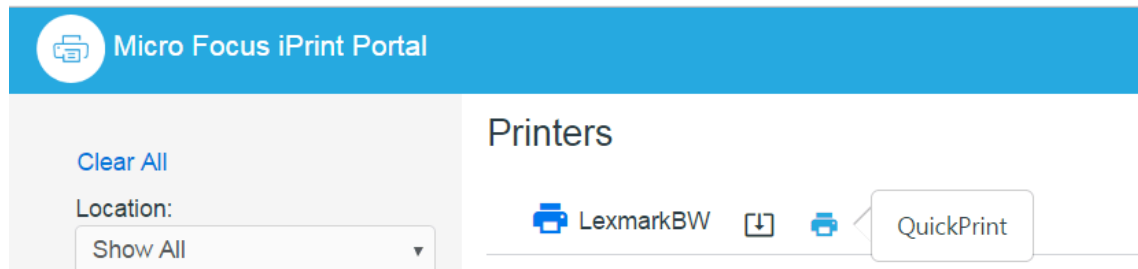 Micro Focus iPrint Portal
Clear All
Location:
Show All
Printers
LexmarkBW
QuickPrint